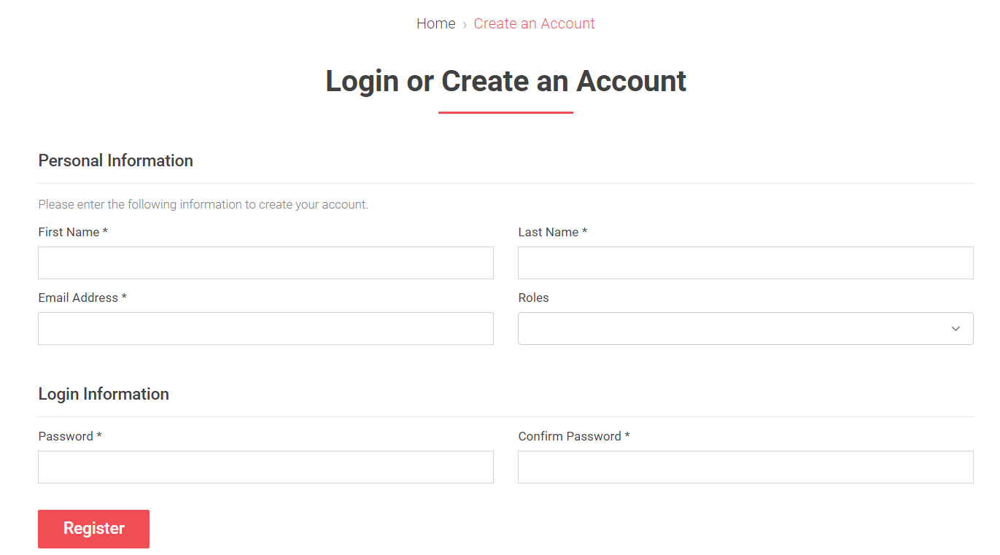 Home › Create an Account
Login or Create an Account
Personal Information
Please enter the following information to create your account.
First Name *
Last Name *
Email Address *
Roles
Login Information
Password *
Confirm Password *
Register